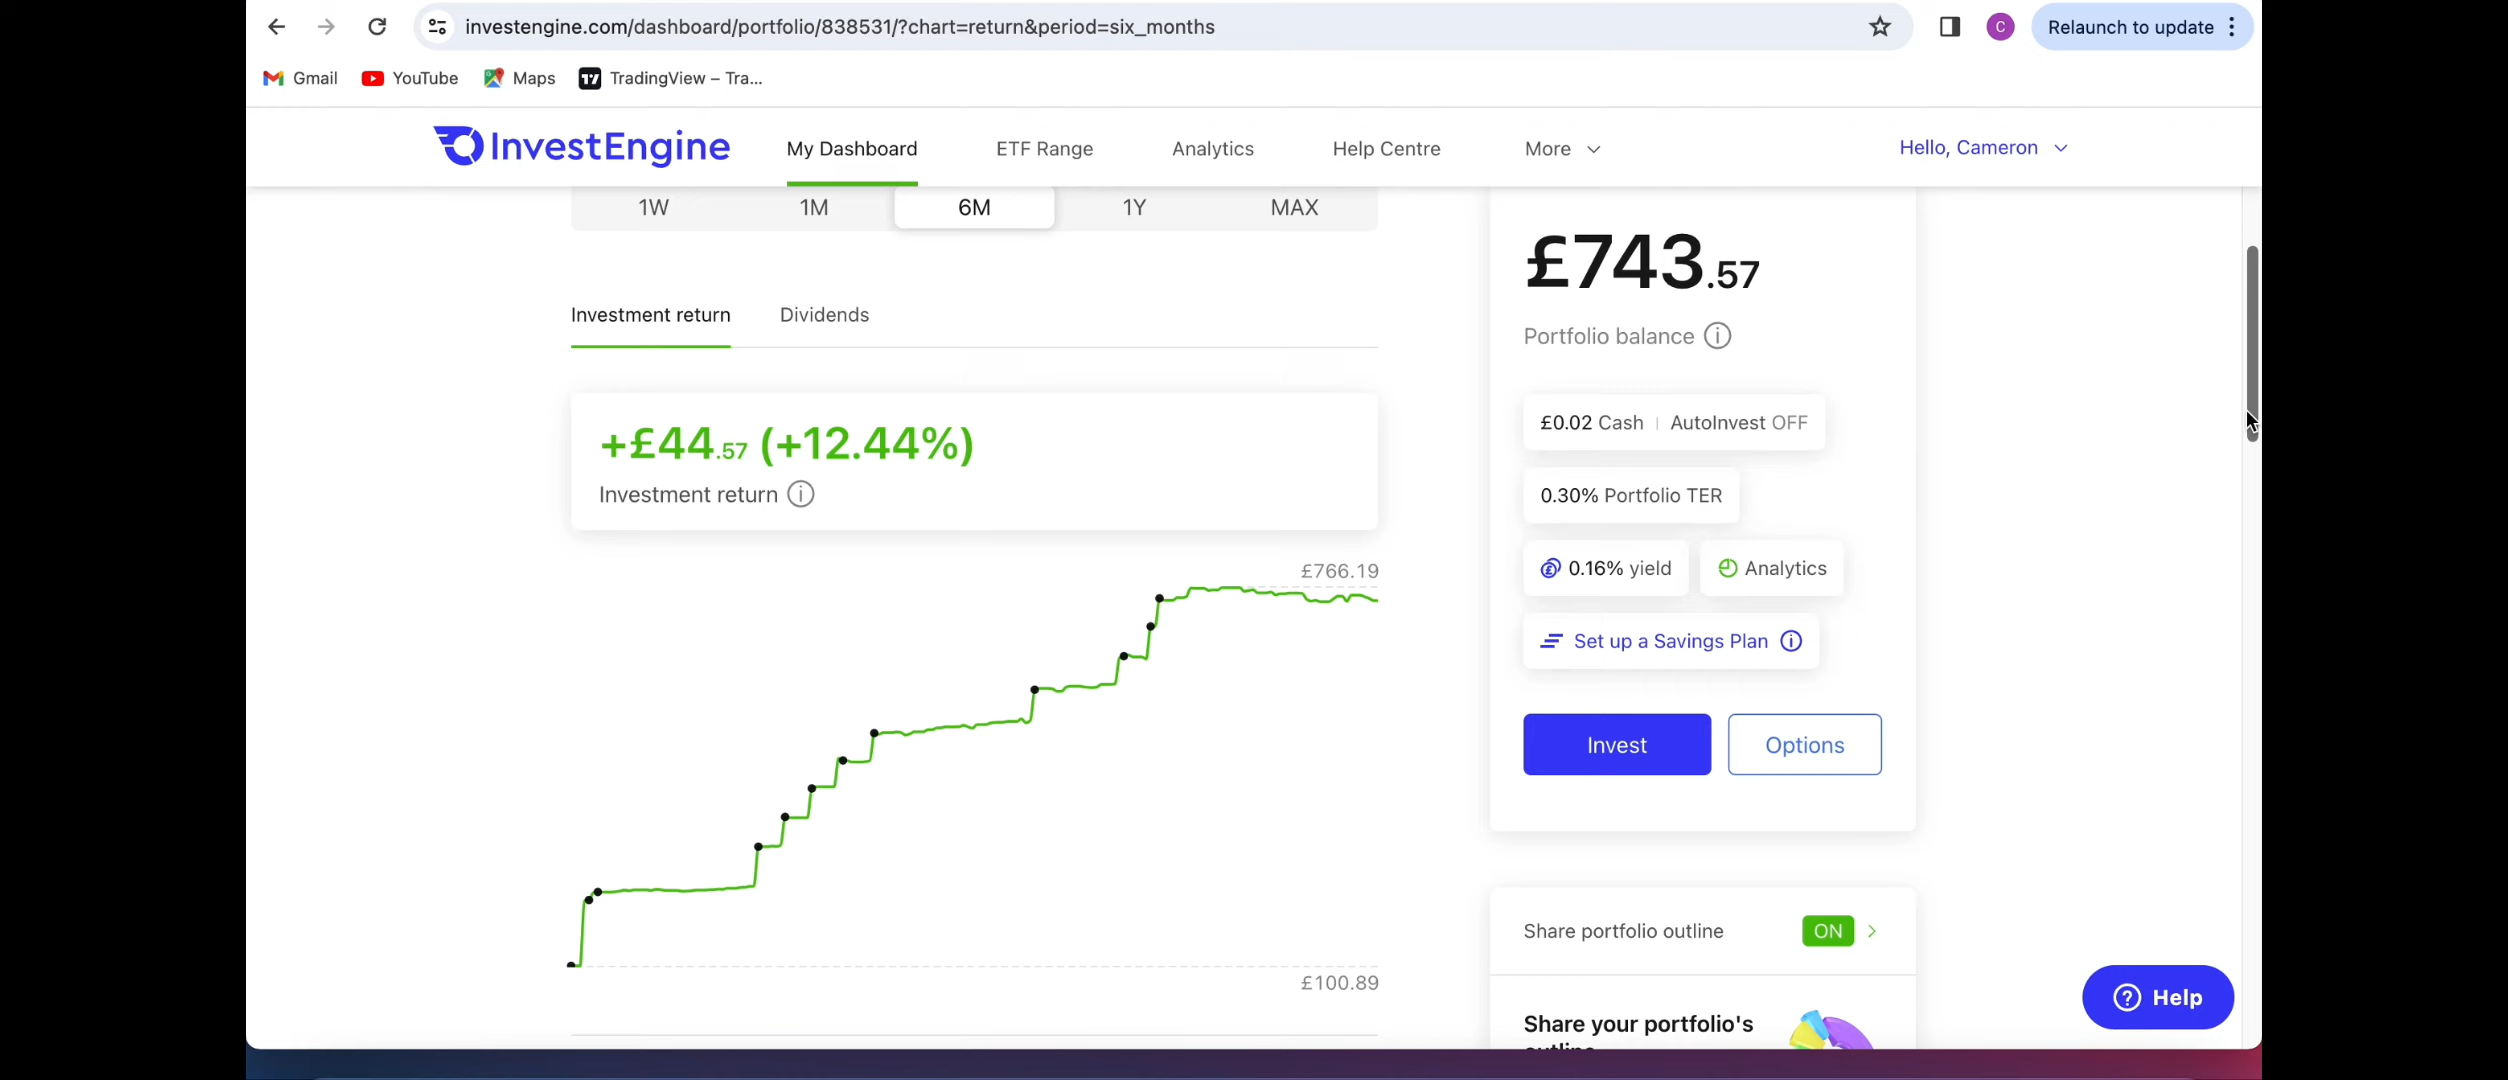 investengine.com/dashboard/portfolio/838531/?chart=return&period=six_months
C
Relaunch to update
Gmail
YouTube
Maps
TradingView – Tra...
InvestEngine
My Dashboard
ETF Range
Analytics
Help Centre
More
Hello, Cameron
1W
1M
6M
1Y
MAX
Investment return
Dividends
+£44.57 (+12.44%)
Investment return
£766.19
£100.89
£743.57
Portfolio balance
£0.02 Cash | AutoInvest OFF
0.30% Portfolio TER
0.16% yield
Analytics
Set up a Savings Plan
Invest
Options
Share portfolio outline
ON
Share your portfolio's
Help